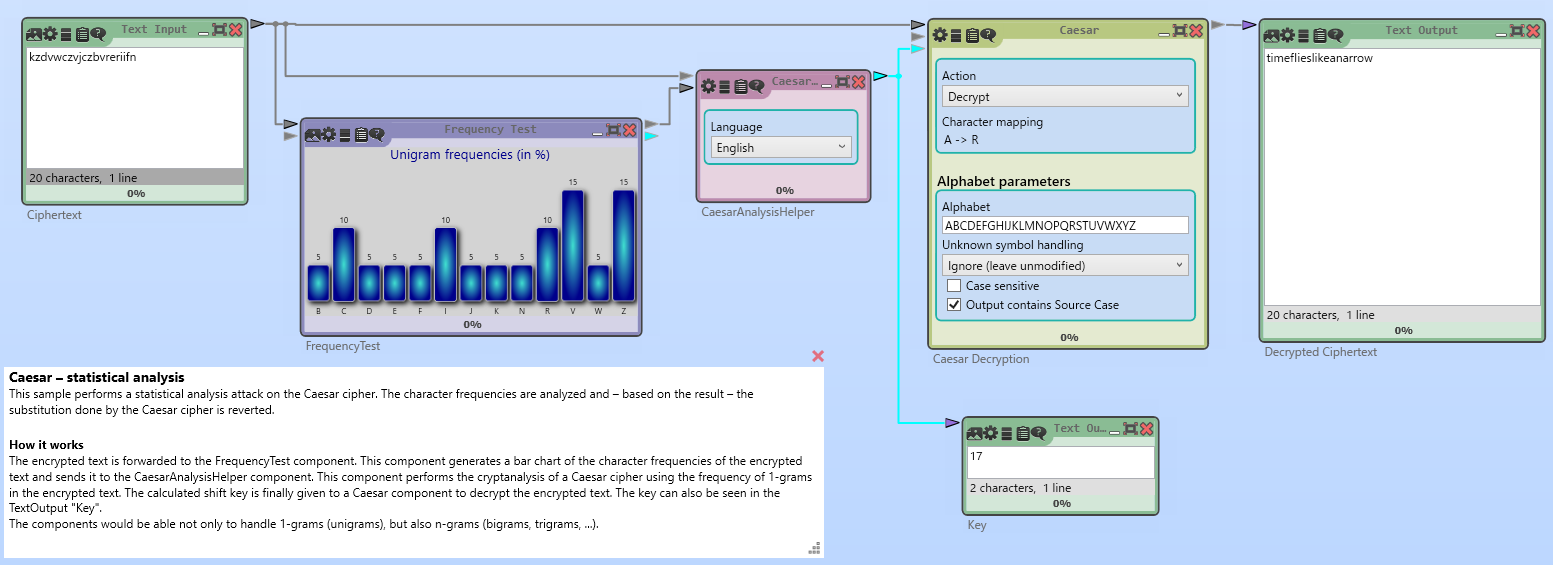 Text Input
kzdvwczvjczbvreriifn
20 characters,  1 line
0%
Ciphertext
Frequency Test
Unigram frequencies (in %)
5 10 5 5 5 10 5 5 5 10 15 5 15
B C D E F I J K N R V W Z
0%
FrequencyTest
Caesar...
Language
English
0%
CaesarAnalysisHelper
Caesar
Action
Decrypt
Character mapping
A -> R
Alphabet parameters
Alphabet
ABCDEFGHIJKLMNOPQRSTUVWXYZ
Unknown symbol handling
Ignore (leave unmodified)
Case sensitive
Output contains Source Case
0%
Caesar Decryption
Text Output
timeflieslikeanarrow
20 characters,  1 line
0%
Decrypted Ciphertext
Caesar – statistical analysis
This sample performs a statistical analysis attack on the Caesar cipher. The character frequencies are analyzed and – based on the result – the
substitution done by the Caesar cipher is reverted.
How it works
The encrypted text is forwarded to the FrequencyTest component. This component generates a bar chart of the character frequencies of the encrypted
text and sends it to the CaesarAnalysisHelper component. This component performs the cryptanalysis of a Caesar cipher using the frequency of 1-grams
in the encrypted text. The calculated shift key is finally given to a Caesar component to decrypt the encrypted text. The key can also be seen in the
TextOutput "Key".
The components would be able not only to handle 1-grams (unigrams), but also n-grams (bigrams, trigrams, ...).
Text Ou...
17
2 characters,  1 line
0%
Key